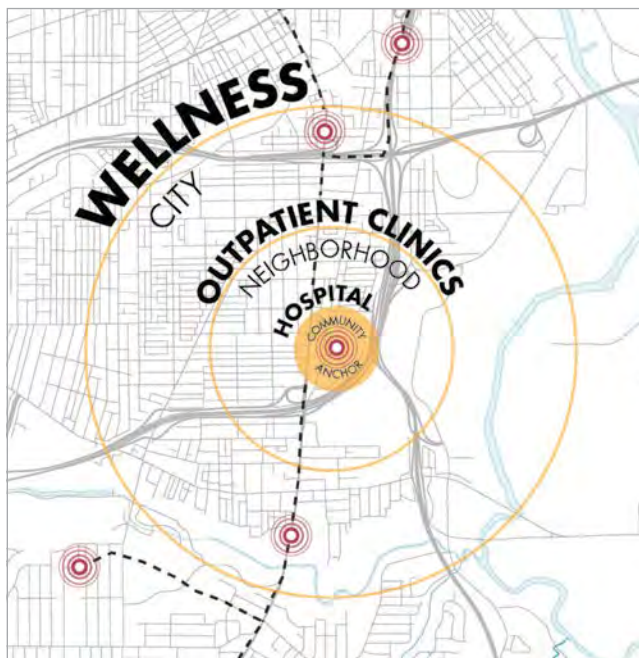 WELLNESS
CITY
OUTPATIENT CLINICS
NEIGHBORHOOD
HOSPITAL
COMMUNITY
ANCHOR